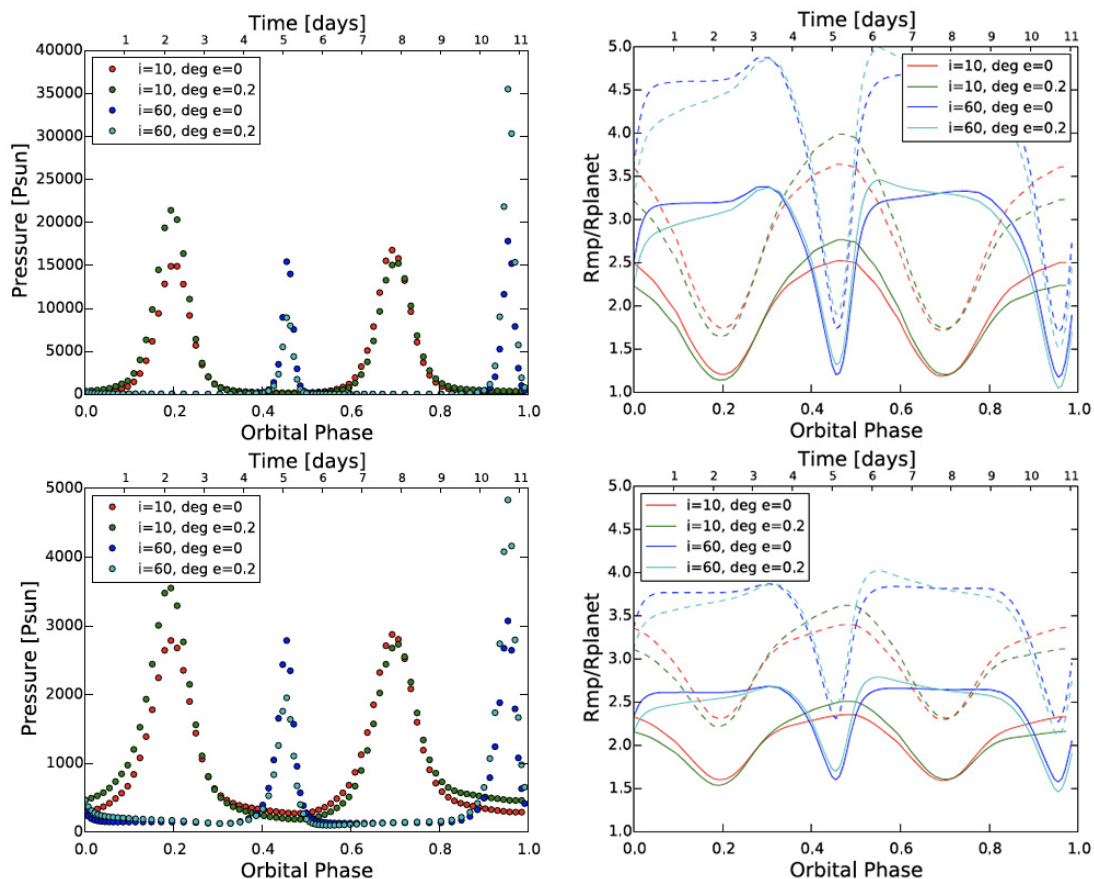 Time [days]
1 2 3 4 5 6 7 8 9 10 11
40000
35000
30000
25000
20000
15000
10000
5000
0
Pressure [Psun]
i=10, deg e=0
i=10, deg e=0.2
i=60, deg e=0
i=60, deg e=0.2
0.0 0.2 0.4 0.6 0.8 1.0
Orbital Phase
Time [days]
1 2 3 4 5 6 7 8 9 10 11
5.0
4.5
4.0
3.5
3.0
2.5
2.0
1.5
1.0
Rmp/Rplanet
i=10, deg e=0
i=10, deg e=0.2
i=60, deg e=0
i=60, deg e=0.2
0.0 0.2 0.4 0.6 0.8 1.0
Orbital Phase
Time [days]
1 2 3 4 5 6 7 8 9 10 11
5000
4000
3000
2000
1000
0
Pressure [Psun]
i=10, deg e=0
i=10, deg e=0.2
i=60, deg e=0
i=60, deg e=0.2
0.0 0.2 0.4 0.6 0.8 1.0
Orbital Phase
Time [days]
1 2 3 4 5 6 7 8 9 10 11
5.0
4.5
4.0
3.5
3.0
2.5
2.0
1.5
1.0
Rmp/Rplanet
i=10, deg e=0
i=10, deg e=0.2
i=60, deg e=0
i=60, deg e=0.2
0.0 0.2 0.4 0.6 0.8 1.0
Orbital Phase